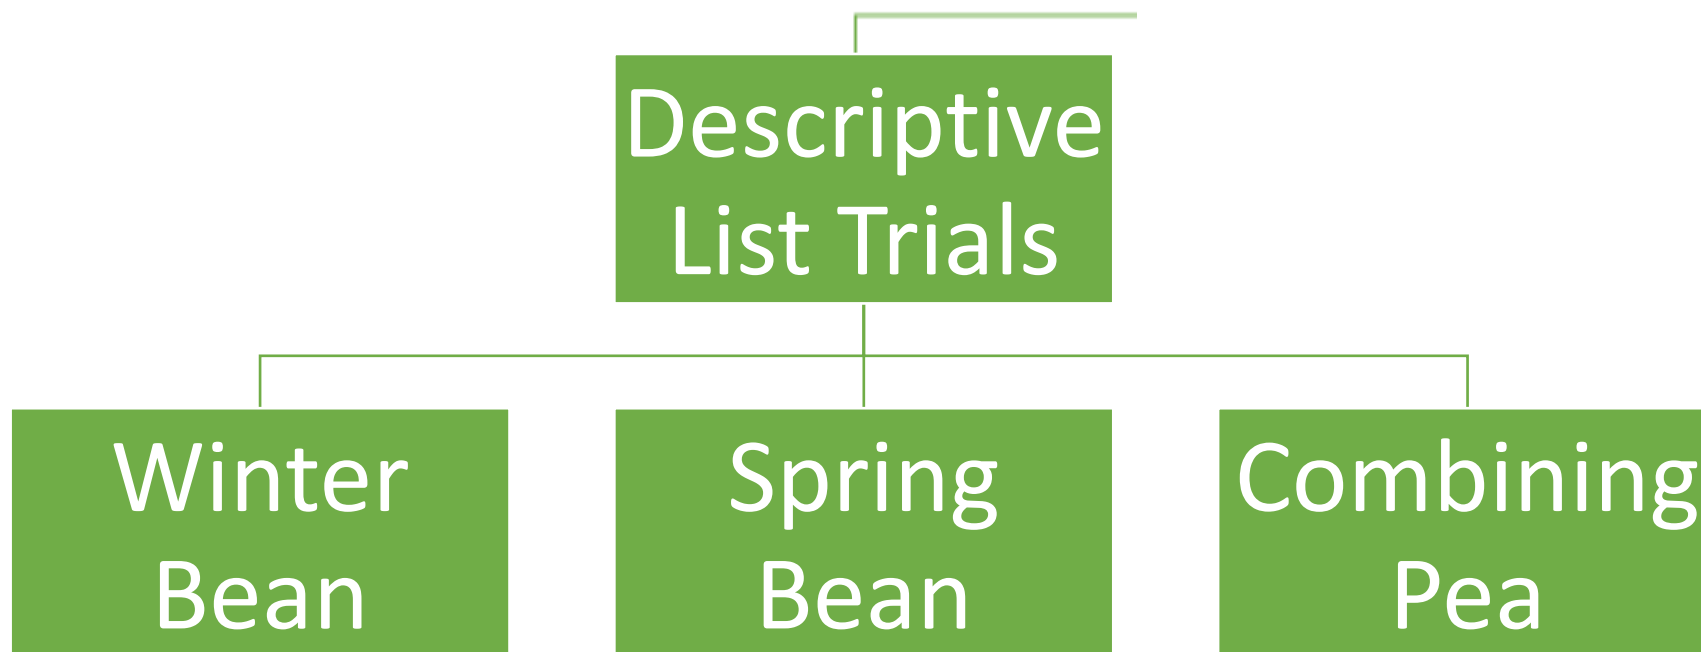 Descriptive
List Trials
Winter
Bean
Spring
Bean
Combining
Pea